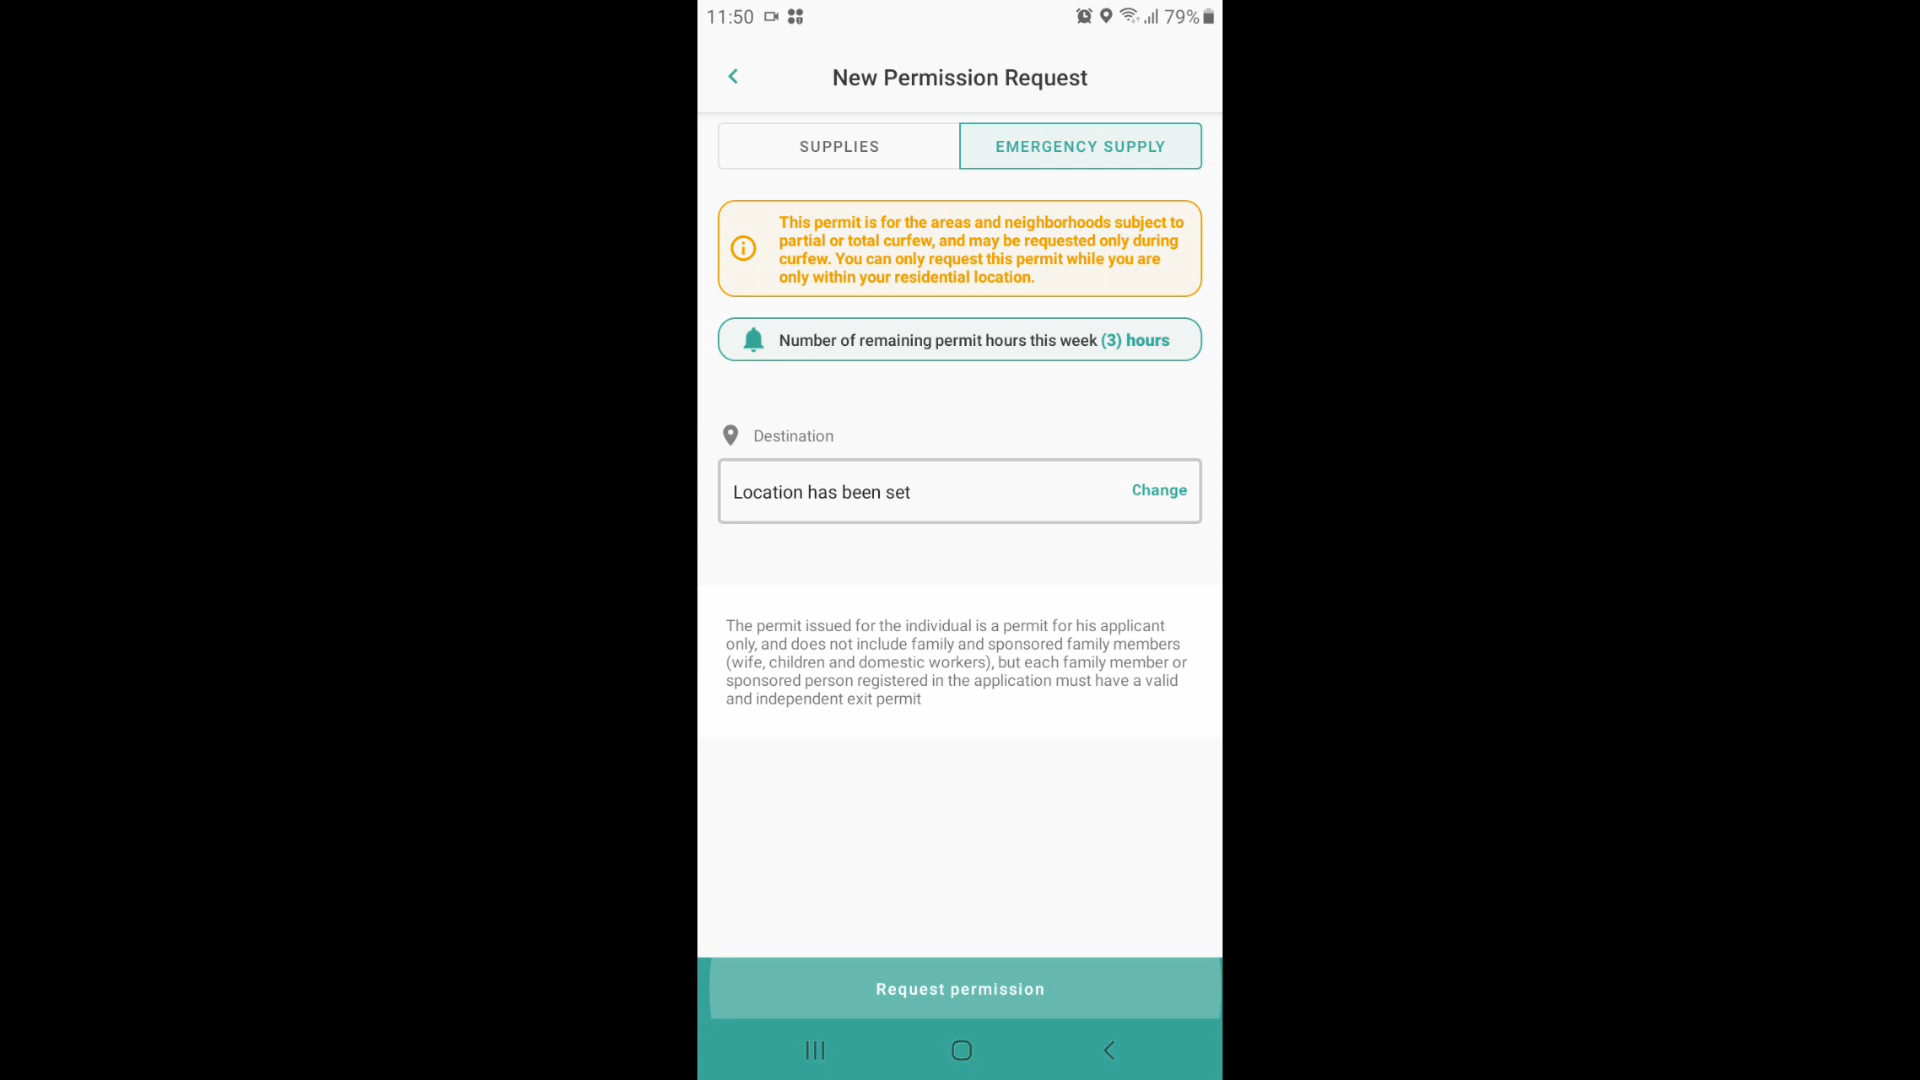 11:50
79%
New Permission Request
SUPPLIES
EMERGENCY SUPPLY
This permit is for the areas and neighborhoods subject to
partial or total curfew, and may be requested only during
curfew. You can only request this permit while you are
only within your residential location.
Number of remaining permit hours this week (3) hours
Destination
Location has been set
Change
The permit issued for the individual is a permit for his applicant
only, and does not include family and sponsored family members
(wife, children and domestic workers), but each family member or
sponsored person registered in the application must have a valid
and independent exit permit
Request permission